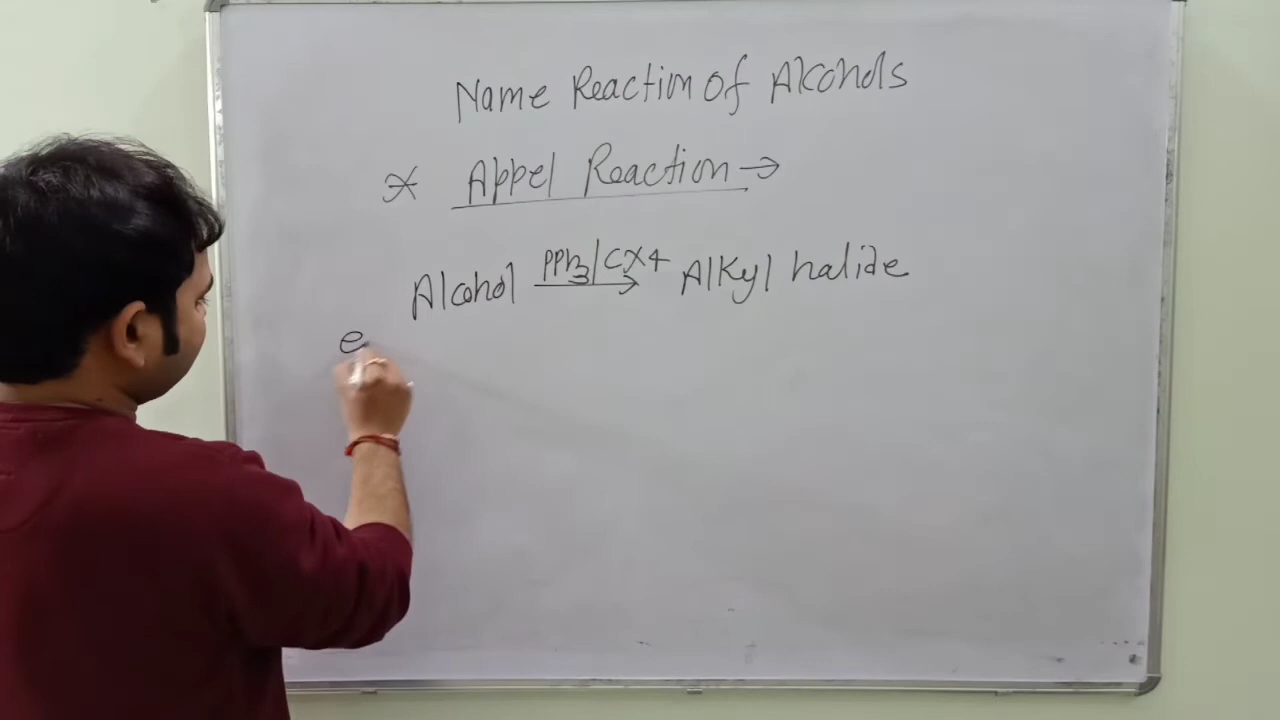 Name Reaction of Alcohols
* Appel Reaction →
Alcohol PPh3/CX4 → Alkyl halide
e